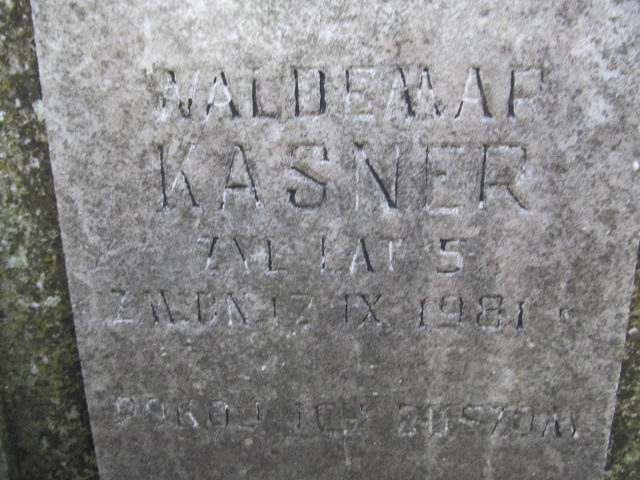 WALDEMAR
KASNER
ŻYŁ LAT 5
ZM. DN. 17 IX 1981 R.
POKÓJ ICH DUSZOM